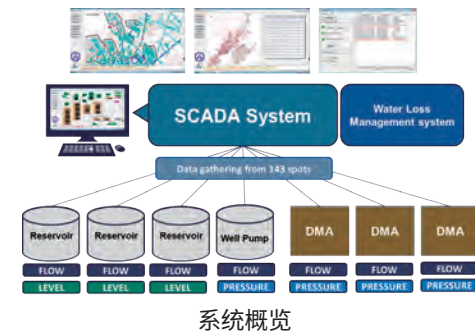 SCADA System
Water Loss
Management system
Data gathering from 143 spots
Reservoir Reservoir Reservoir Well Pump DMA DMA DMA
FLOW FLOW FLOW FLOW FLOW FLOW FLOW
LEVEL LEVEL LEVEL PRESSURE PRESSURE PRESSURE PRESSURE
系统概览